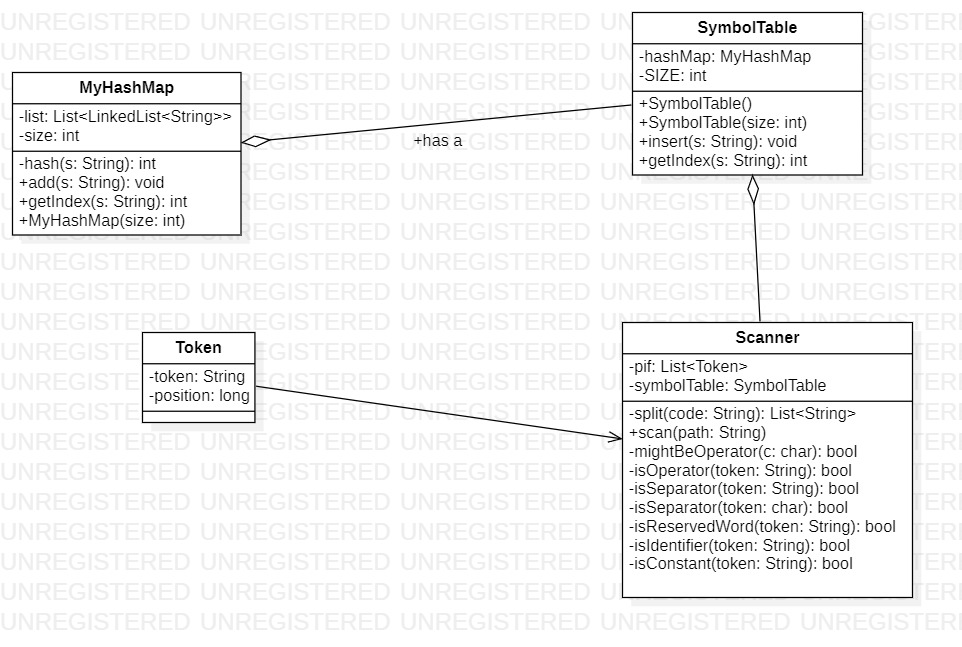 SymbolTable
-hashMap: MyHashMap
-SIZE: int
+SymbolTable()
+SymbolTable(size: int)
+insert(s: String): void
+getIndex(s: String): int
MyHashMap
-list: List<LinkedList<String>>
-size: int
-hash(s: String): int
+add(s: String): void
+getIndex(s: String): int
+MyHashMap(size: int)
+has a
Token
-token: String
-position: long
Scanner
-pif: List<Token>
-symbolTable: SymbolTable
-split(code: String): List<String>
+scan(path: String)
-mightBeOperator(c: char): bool
-isOperator(token: String): bool
-isSeparator(token: String): bool
-isSeparator(token: char): bool
-isReservedWord(token: String): bool
-isIdentifier(token: String): bool
-isConstant(token: String): bool
UNREGISTERED